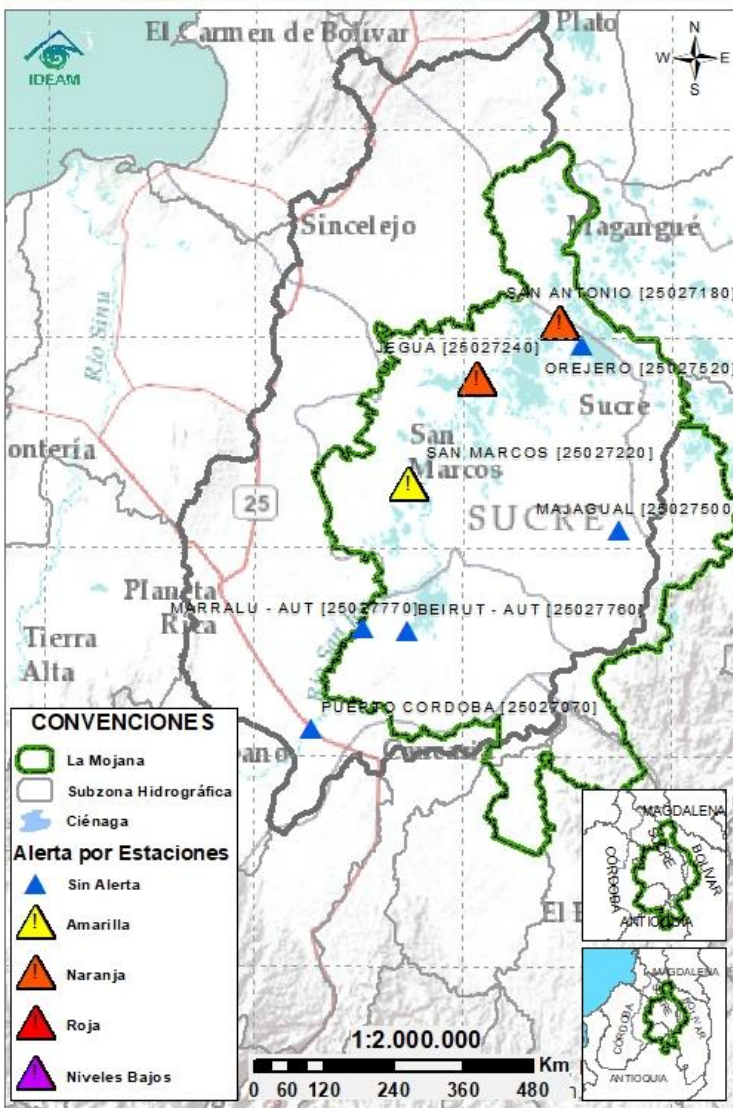 El Carmen de Bolívar
Plato
IDEAM
N
W E
S
Sincelejo
Magangué
SAN ANTONIO [25027180]
Río Sinú
JEGUA [25027240]
OREJERO [25027520]
Sucre
ontería
San
Marcos
SAN MARCOS [25027220]
25
SUCRE
MAJAGUAL [25027500
Planeta
Rica
MARRALU - AUT [25027770]
BEIRUT - AUT [25027760]
Tierra
Alta
Río San
PUERTO CORDOBA [25027070]
CONVENCIONES
La Mojana
Subzona Hidrográfica
Ciénaga
Alerta por Estaciones
Sin Alerta
Amarilla
Naranja
Roja
Niveles Bajos
El B
MAGDALENA
SUCRE
BOLIVAR
CORDOBA
ANTIOQUIA
MAGDALENA
BOLIVAR
CORDOBA
ANTIOQUIA
1:2.000.000
Km
0 60 120 240 360 480